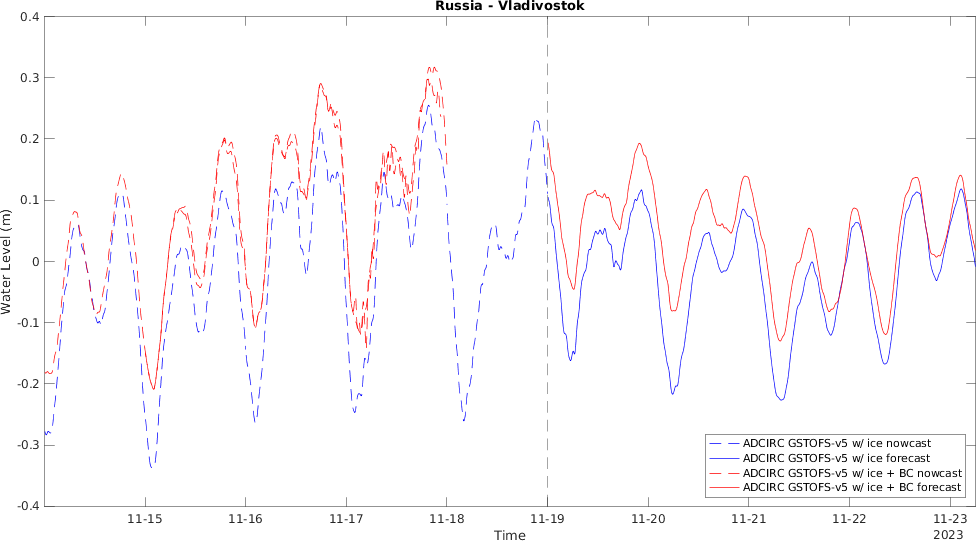 Russia - Vladivostok
0.4
0.3
0.2
0.1
0
-0.1
-0.2
-0.3
-0.4
Water Level (m)
11-15 11-16 11-17 11-18 11-19 11-20 11-21 11-22 11-23
2023
Time
ADCIRC GSTOFS-v5 w/ ice nowcast
ADCIRC GSTOFS-v5 w/ ice forecast
ADCIRC GSTOFS-v5 w/ ice + BC nowcast
ADCIRC GSTOFS-v5 w/ ice + BC forecast